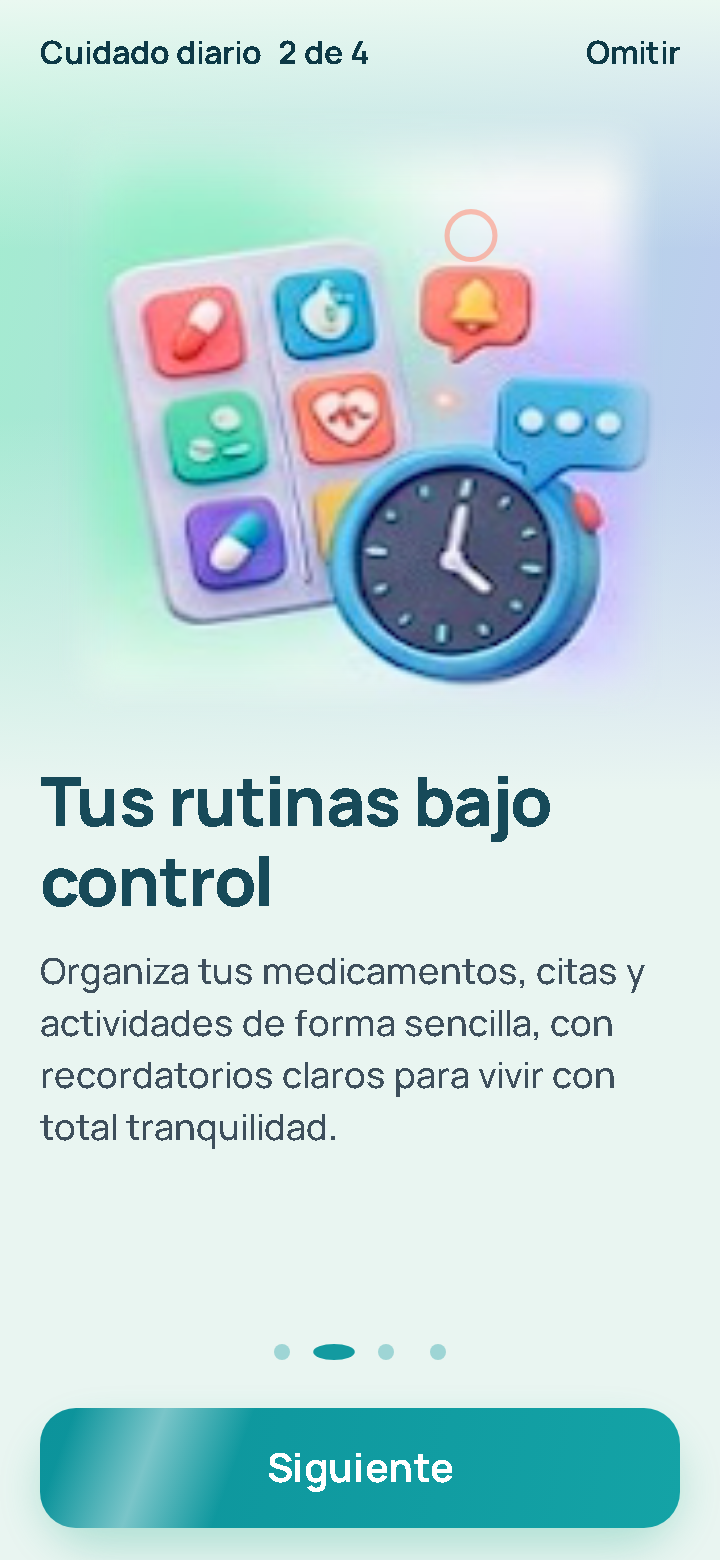 Cuidado diario 2 de 4
Omitir
Tus rutinas bajo
control
Organiza tus medicamentos, citas y
actividades de forma sencilla, con
recordatorios claros para vivir con
total tranquilidad.
Siguiente